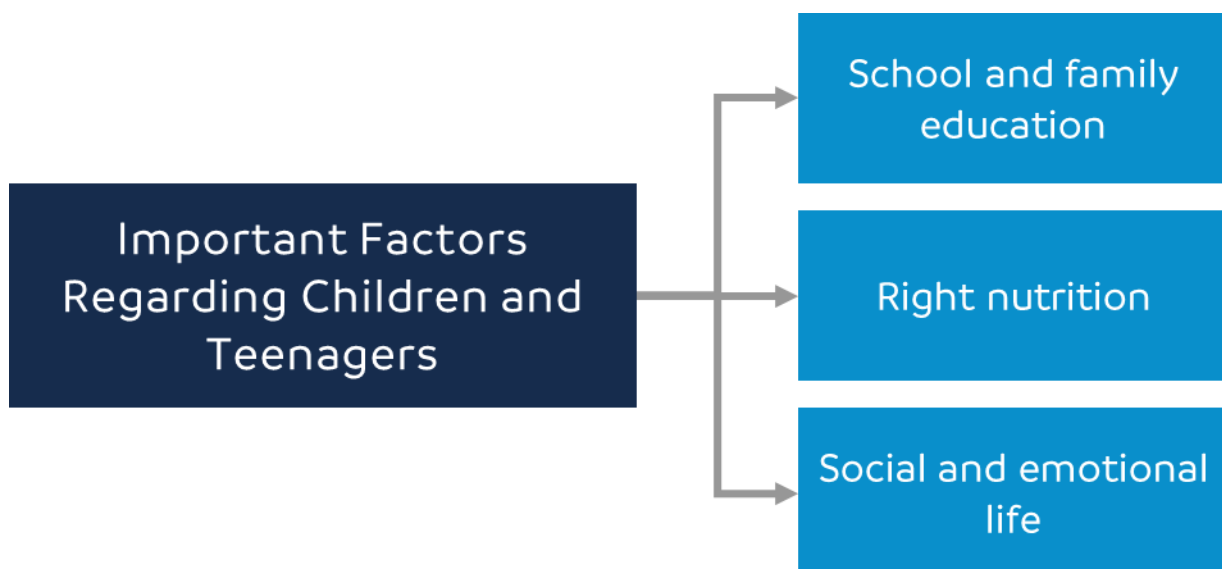 Important Factors
Regarding Children and
Teenagers
School and family
education
Right nutrition
Social and emotional
life